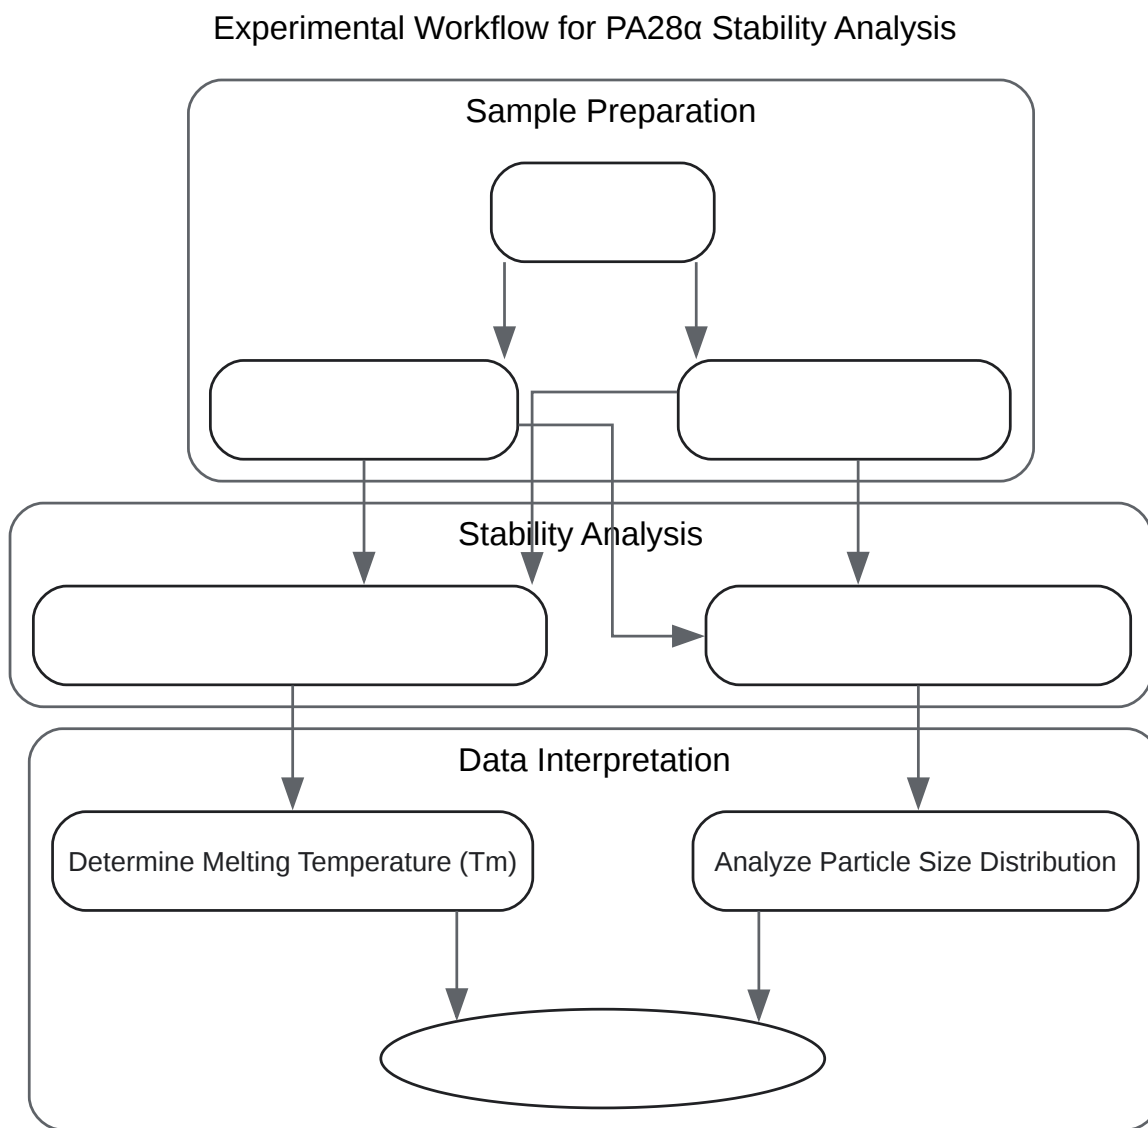 Experimental Workflow for PA28α Stability Analysis
Sample Preparation
Stability Analysis
Data Interpretation
Determine Melting Temperature (Tm)
Analyze Particle Size Distribution